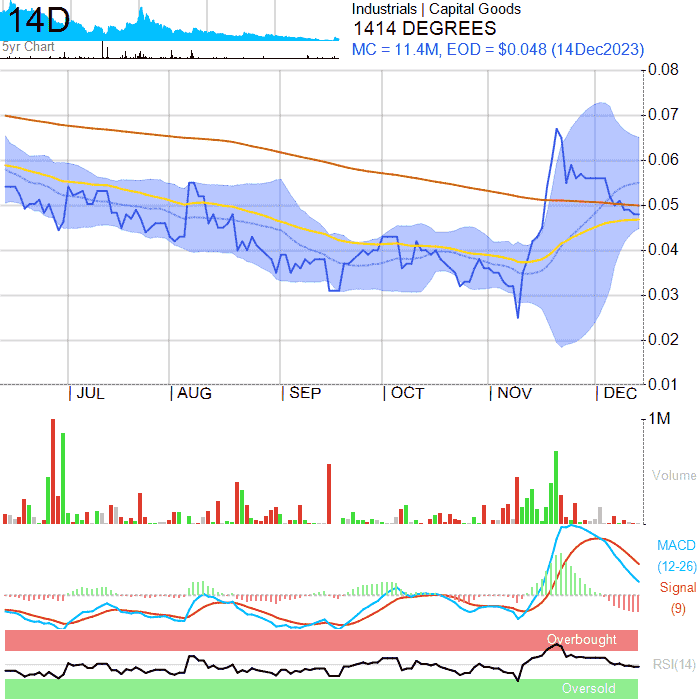 14D
5yr Chart
Industrials | Capital Goods
1414 DEGREES
MC = 11.4M, EOD = $0.048 (14Dec2023)
0.08
0.07
0.06
0.05
0.04
0.03
0.02
0.01
JUL AUG SEP OCT NOV DEC
1M
Volume
MACD
(12-26)
Signal
(9)
Overbought
RSI(14)
Oversold